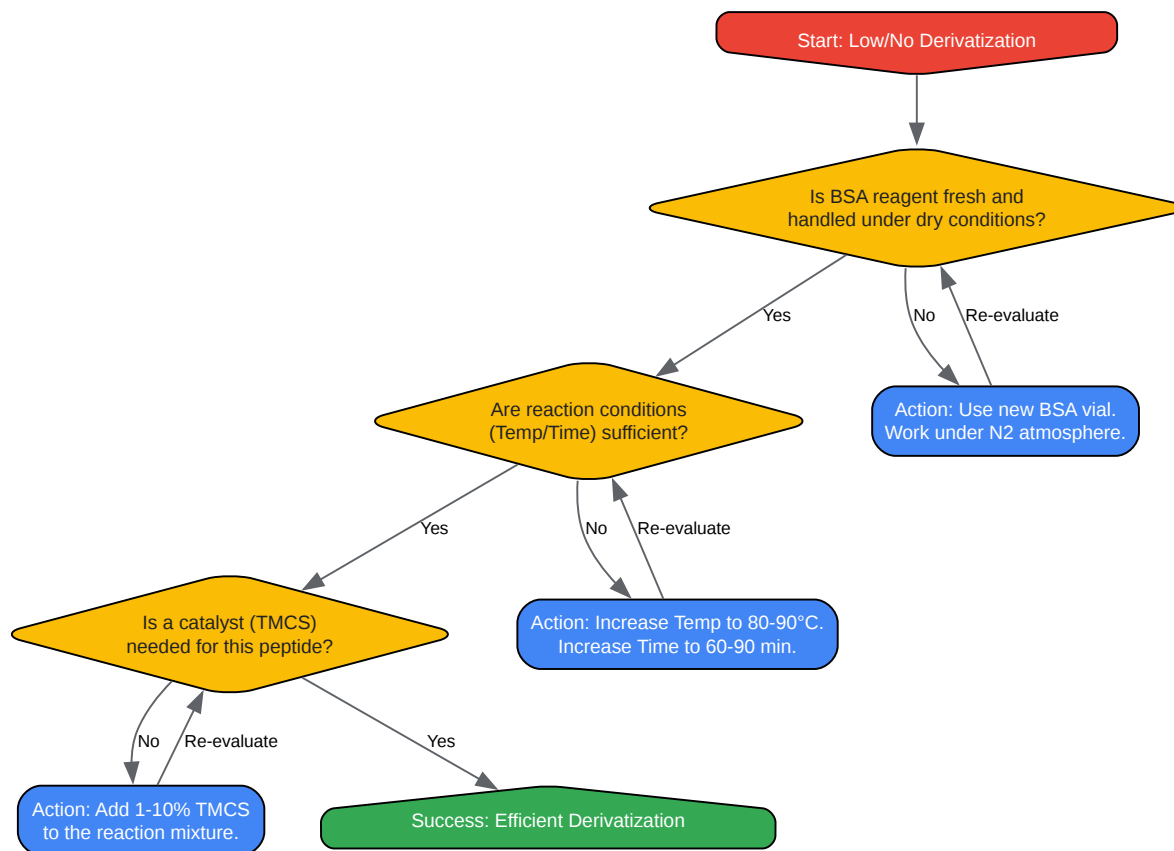 Start: Low/No Derivatization
Is BSA reagent fresh and
handled under dry conditions?
Yes
No
Re-evaluate
Action: Use new BSA vial.
Work under N2 atmosphere.
Are reaction conditions
(Temp/Time) sufficient?
Yes
No
Re-evaluate
Action: Increase Temp to 80-90°C.
Increase Time to 60-90 min.
Is a catalyst (TMCS)
needed for this peptide?
No
Re-evaluate
Yes
Action: Add 1-10% TMCS
to the reaction mixture.
Success: Efficient Derivatization